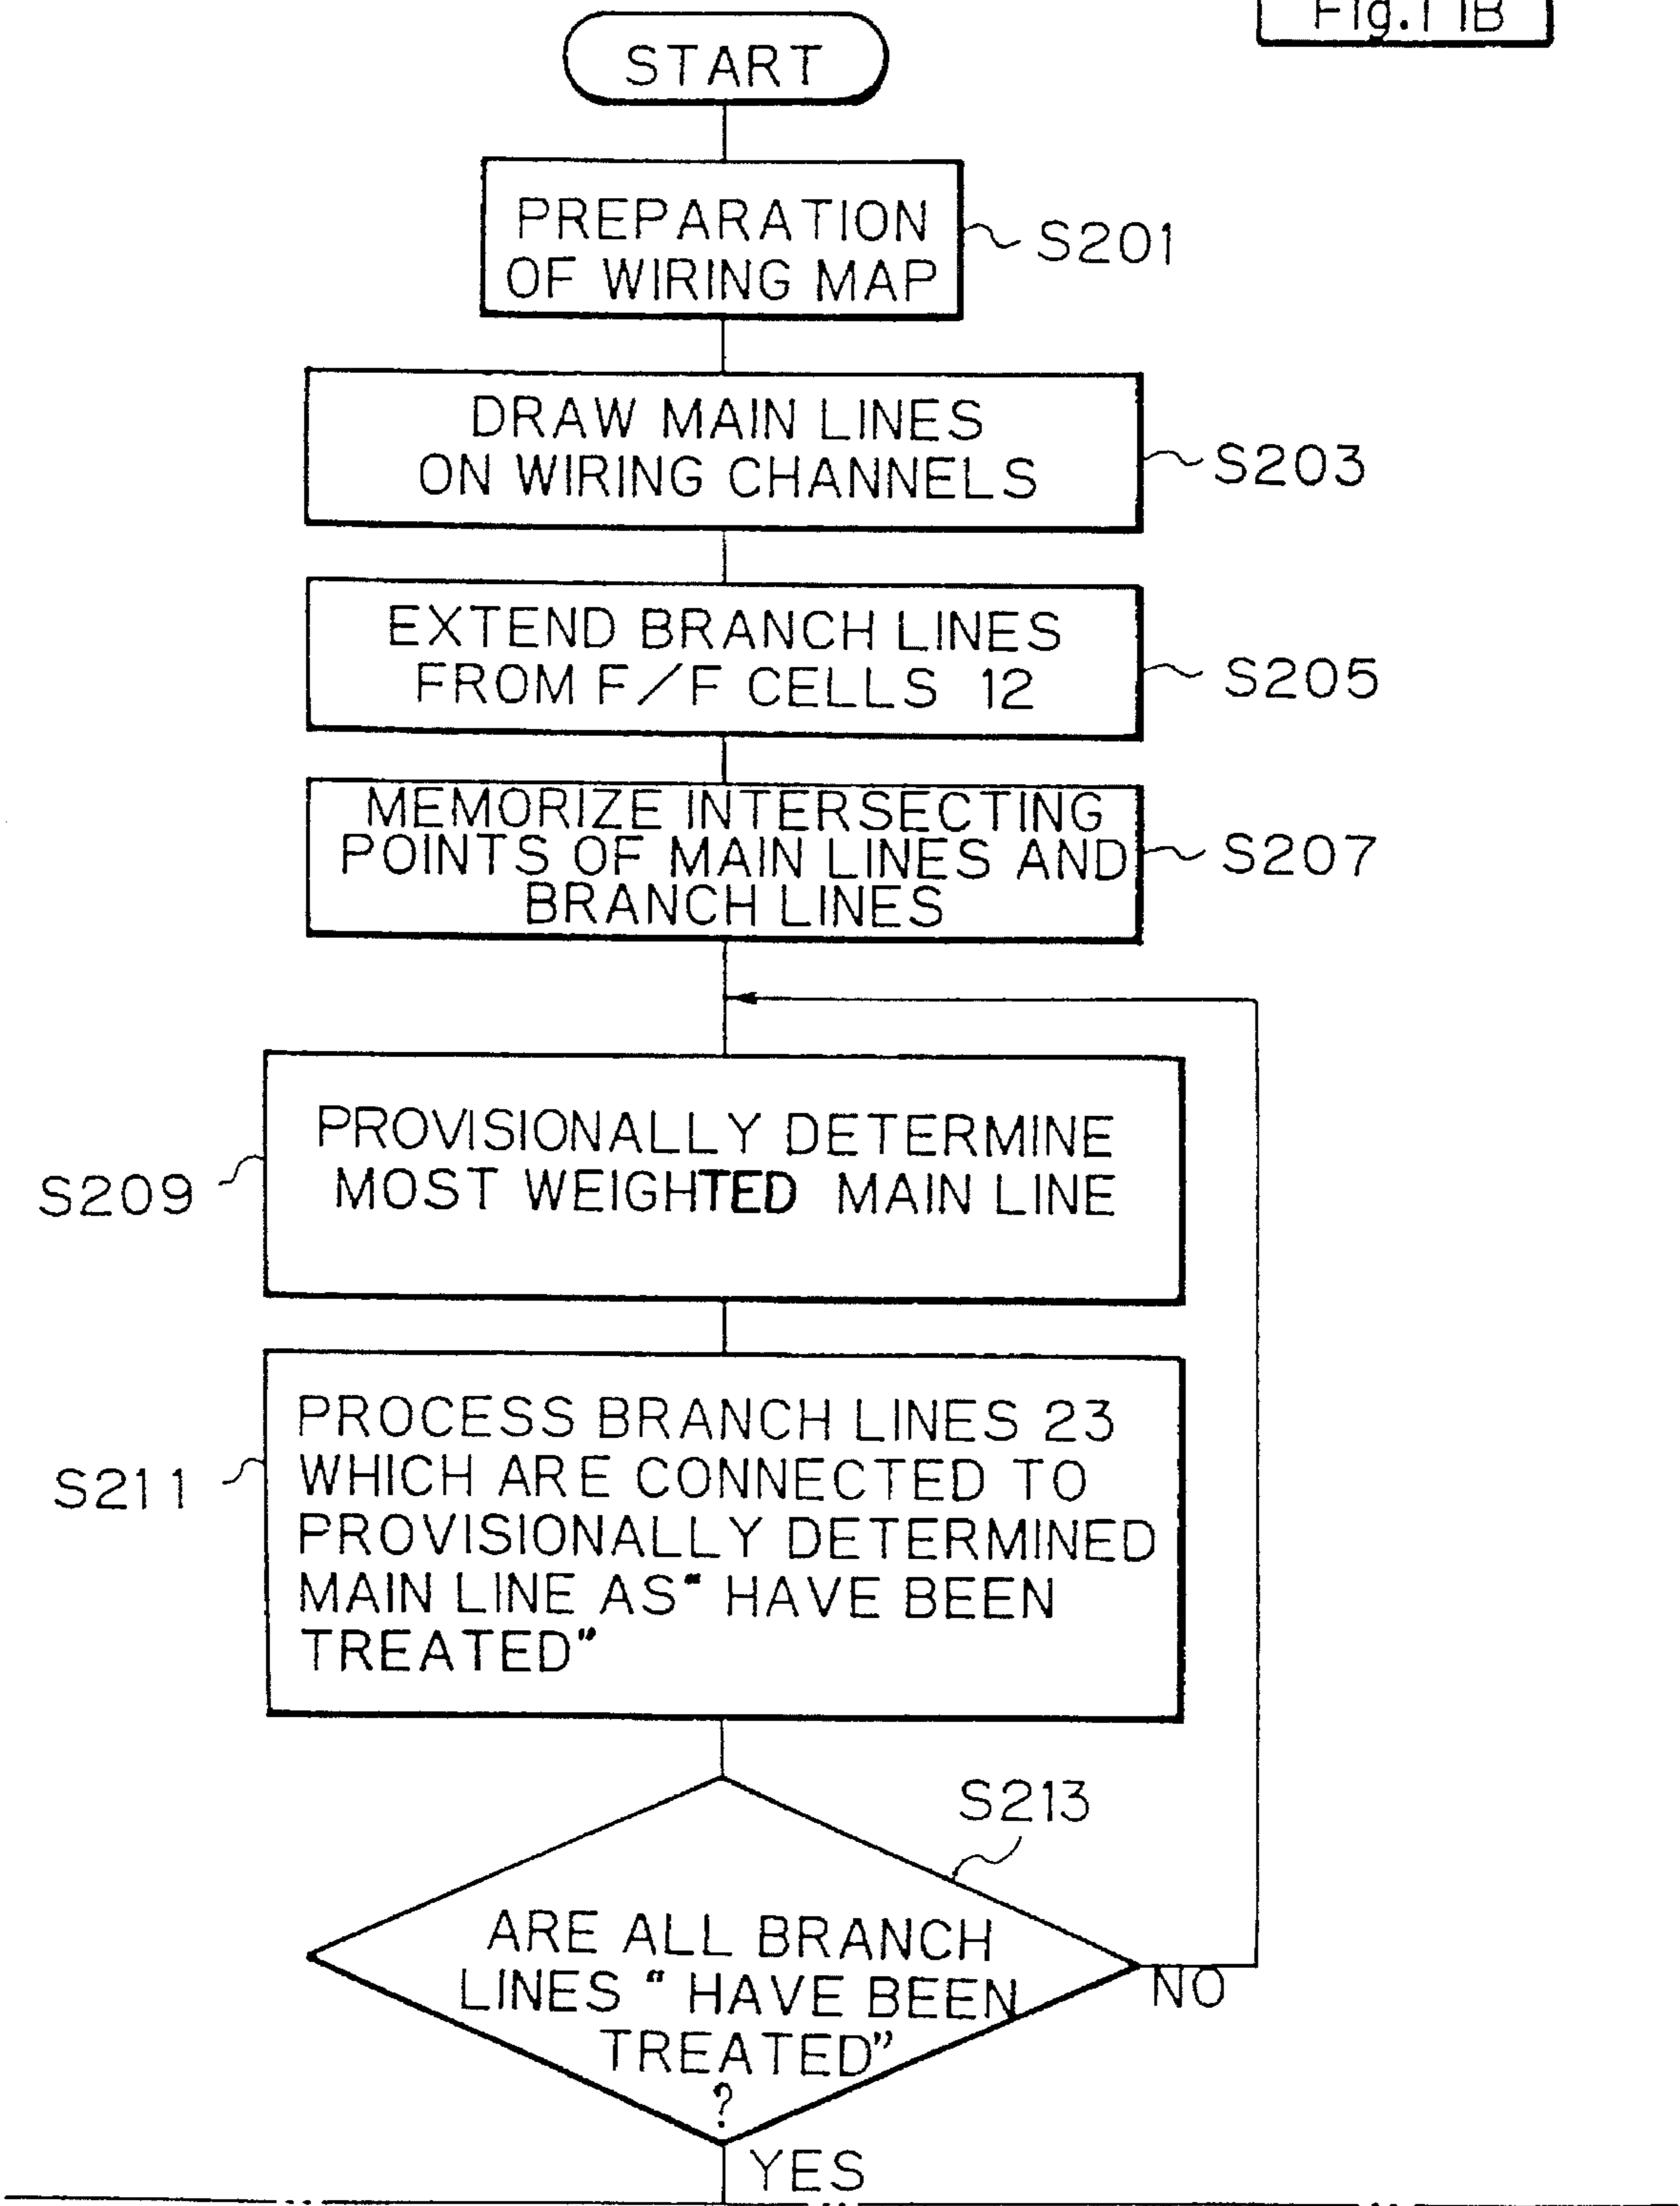 Fig.11B
START
PREPARATION
OF WIRING MAP
S201
DRAW MAIN LINES
ON WIRING CHANNELS
S203
EXTEND BRANCH LINES
FROM F/F CELLS 12
S205
MEMORIZE INTERSECTING
POINTS OF MAIN LINES AND
BRANCH LINES
S207
PROVISIONALLY DETERMINE
MOST WEIGHTED MAIN LINE
S209
PROCESS BRANCH LINES 23
WHICH ARE CONNECTED TO
PROVISIONALLY DETERMINED
MAIN LINE AS “ HAVE BEEN
TREATED”
S211
S213
ARE ALL BRANCH
LINES “ HAVE BEEN
TREATED”
?
NO
YES